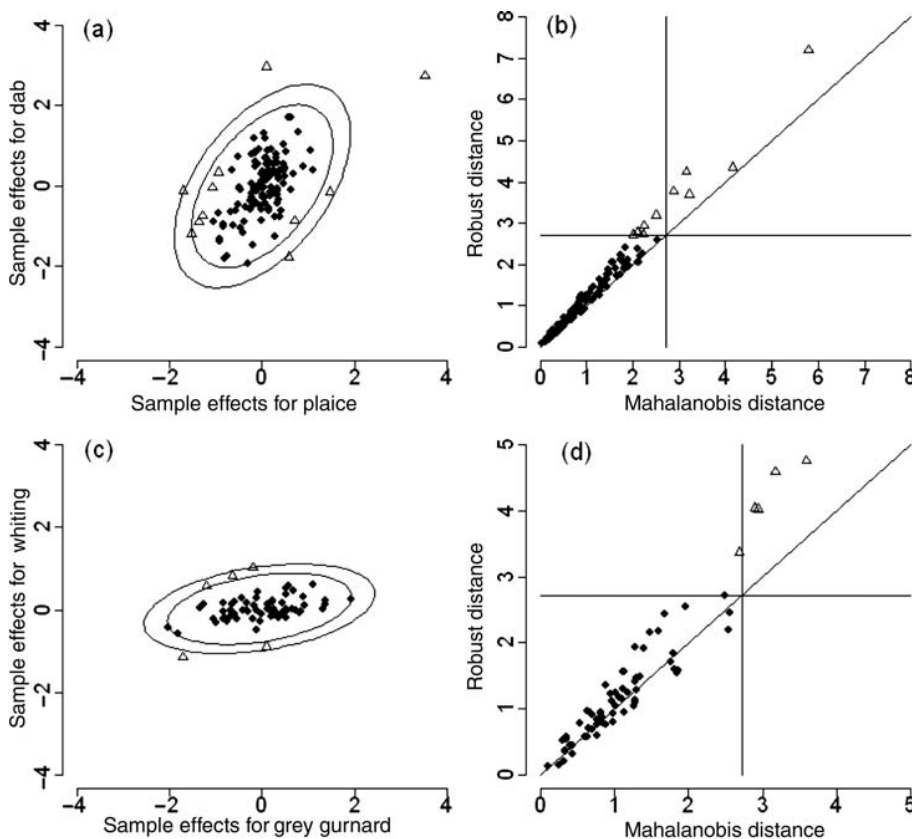 (a)
Sample effects for dab
4
2
0
−2
−4
−4 −2 0 2 4
Sample effects for plaice
(b)
Robust distance
8
7
6
5
4
3
2
1
0
0 1 2 3 4 5 6 7 8
Mahalanobis distance
(c)
Sample effects for whiting
4
2
0
−2
−4
−4 −2 0 2 4
Sample effects for grey gurnard
(d)
Robust distance
5
4
3
2
1
0
0 1 2 3 4 5
Mahalanobis distance